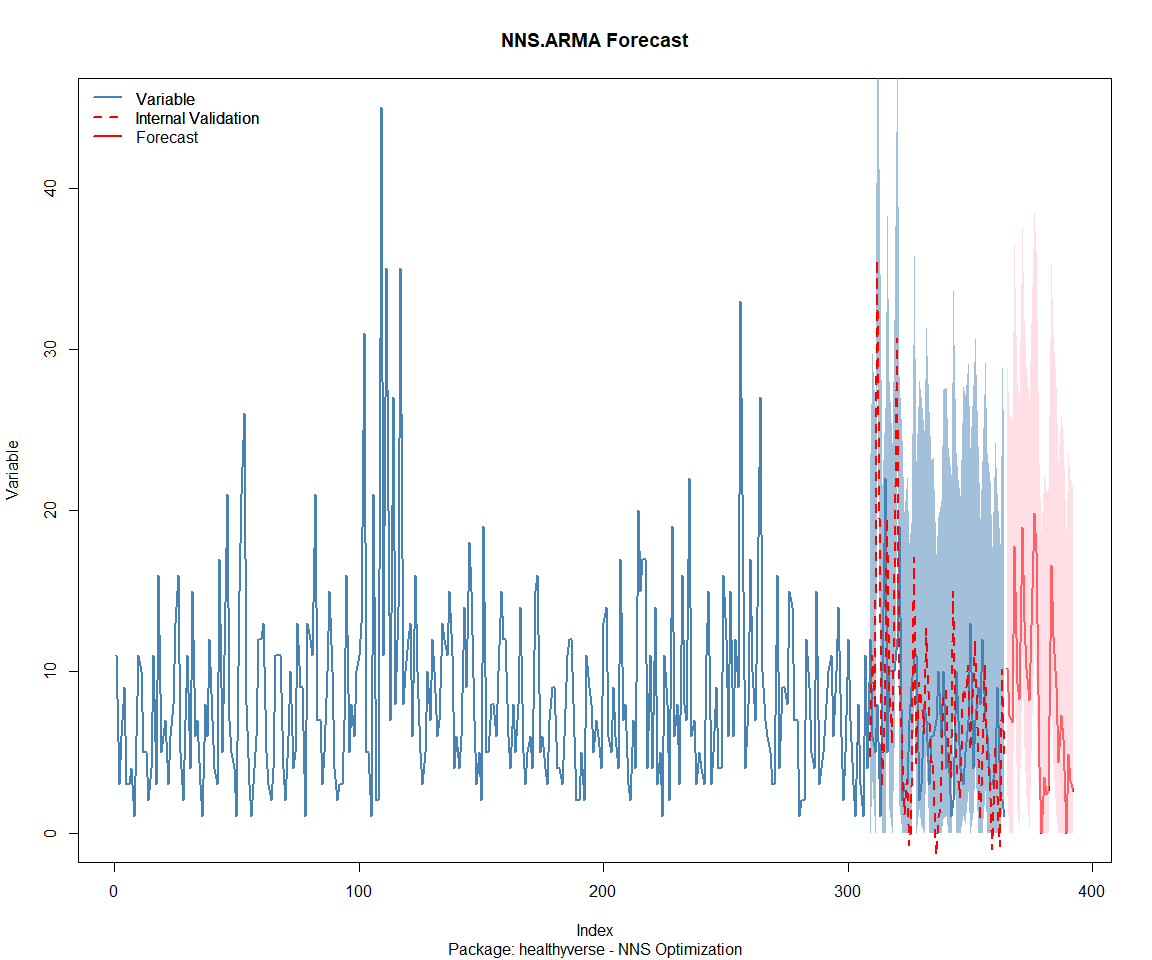 NNS.ARMA Forecast
Variable
Internal Validation
Forecast
Variable
40
30
20
10
0
0
100
200
300
400
Index
Package: healthyverse - NNS Optimization